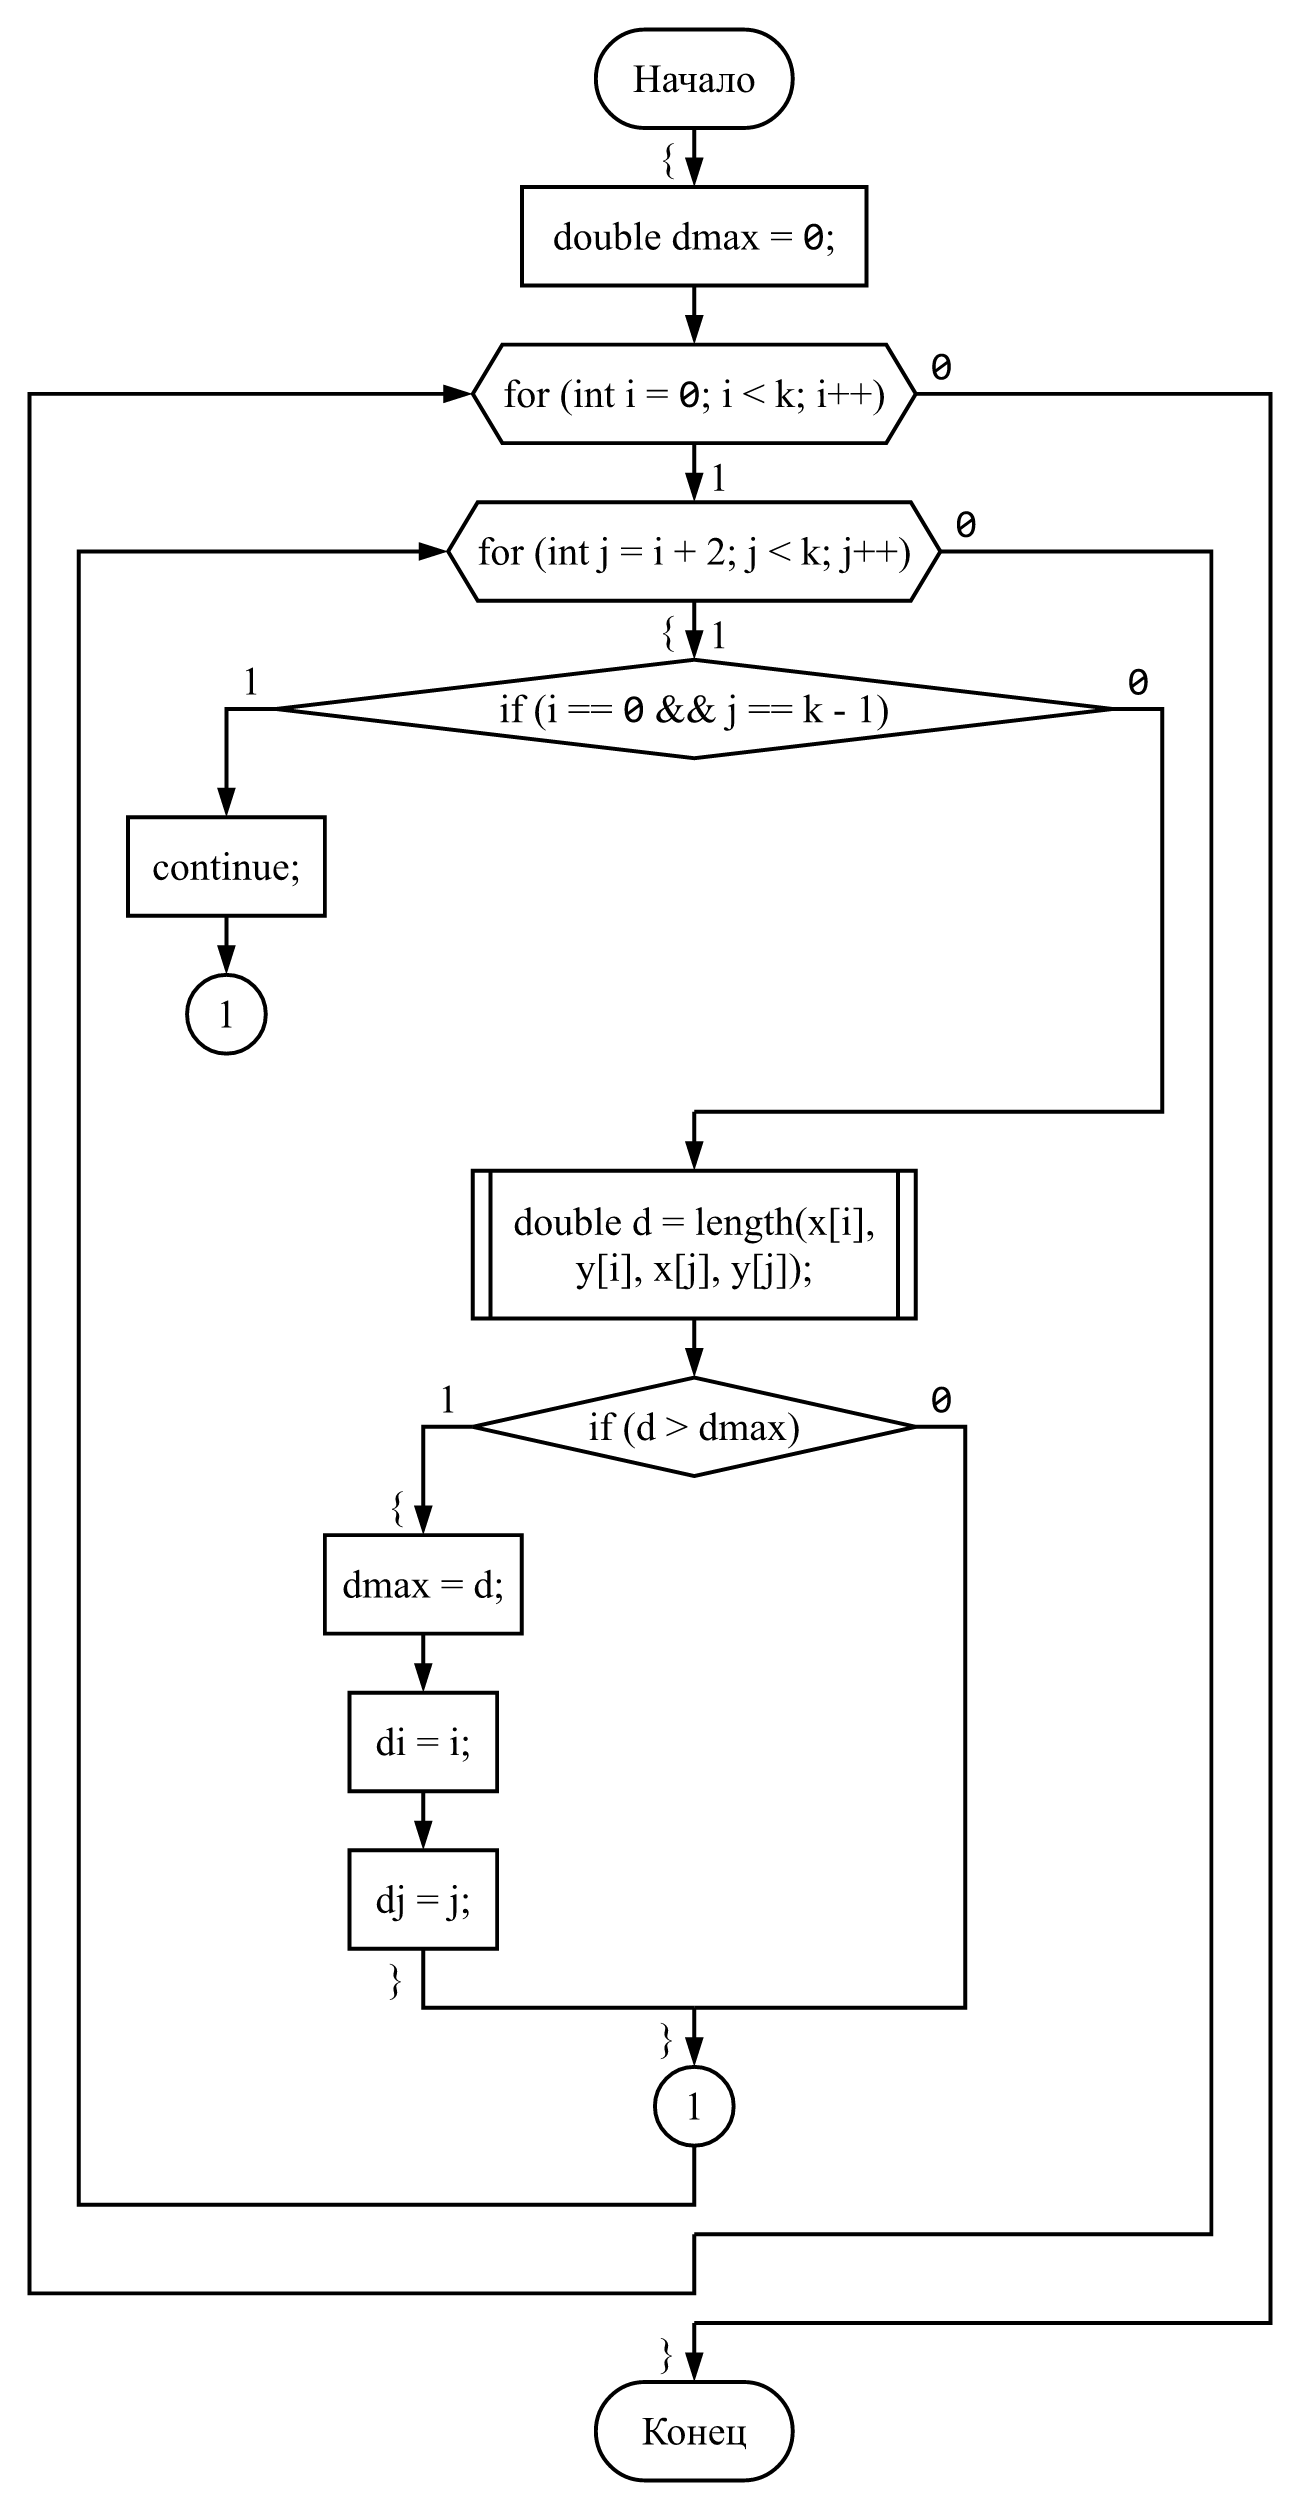 Начало
{
double dmax = 0;
for (int i = 0; i < k; i++)
0
1
for (int j = i + 2; j < k; j++)
0
{
1
1
if (i == 0 && j == k - 1)
0
continue;
1
double d = length(x[i],
y[i], x[j], y[j]);
1
if (d > dmax)
0
{
dmax = d;
di = i;
dj = j;
}
}
1
}
Конец